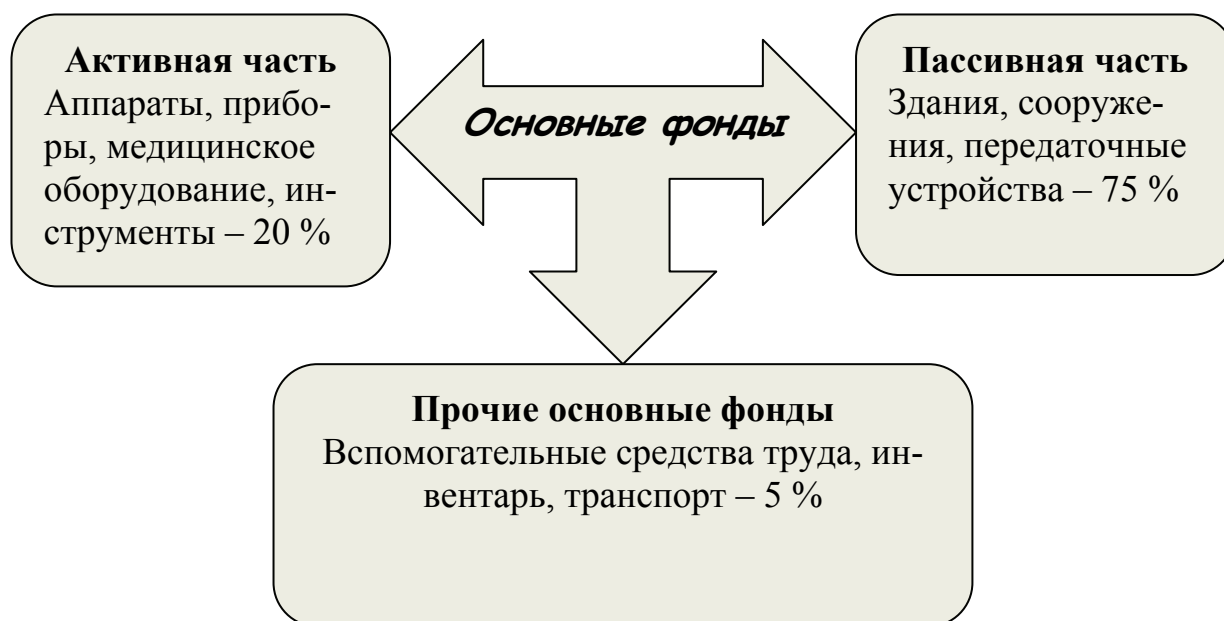 Активная часть
Аппараты, прибо-
ры, медицинское
оборудование, ин-
струменты – 20 %
Основные фонды
Пассивная часть
Здания, сооруже-
ния, передаточные
устройства – 75 %
Прочие основные фонды
Вспомогательные средства труда, ин-
вентарь, транспорт – 5 %